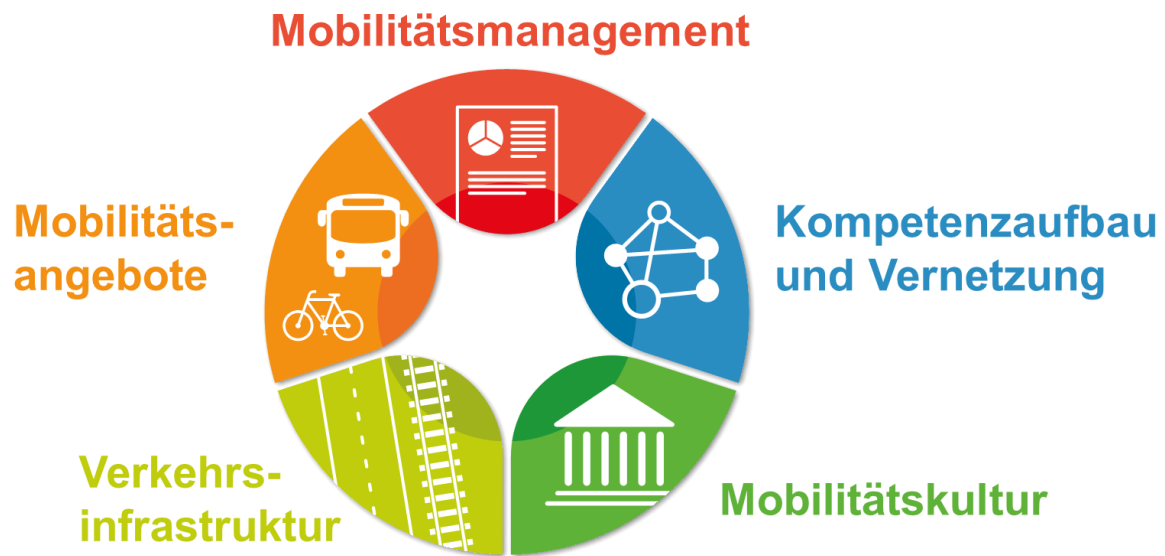 Mobilitätsmanagement
Mobilitäts-
angebote
Kompetenzaufbau
und Vernetzung
Verkehrs-
infrastruktur
Mobilitätskultur